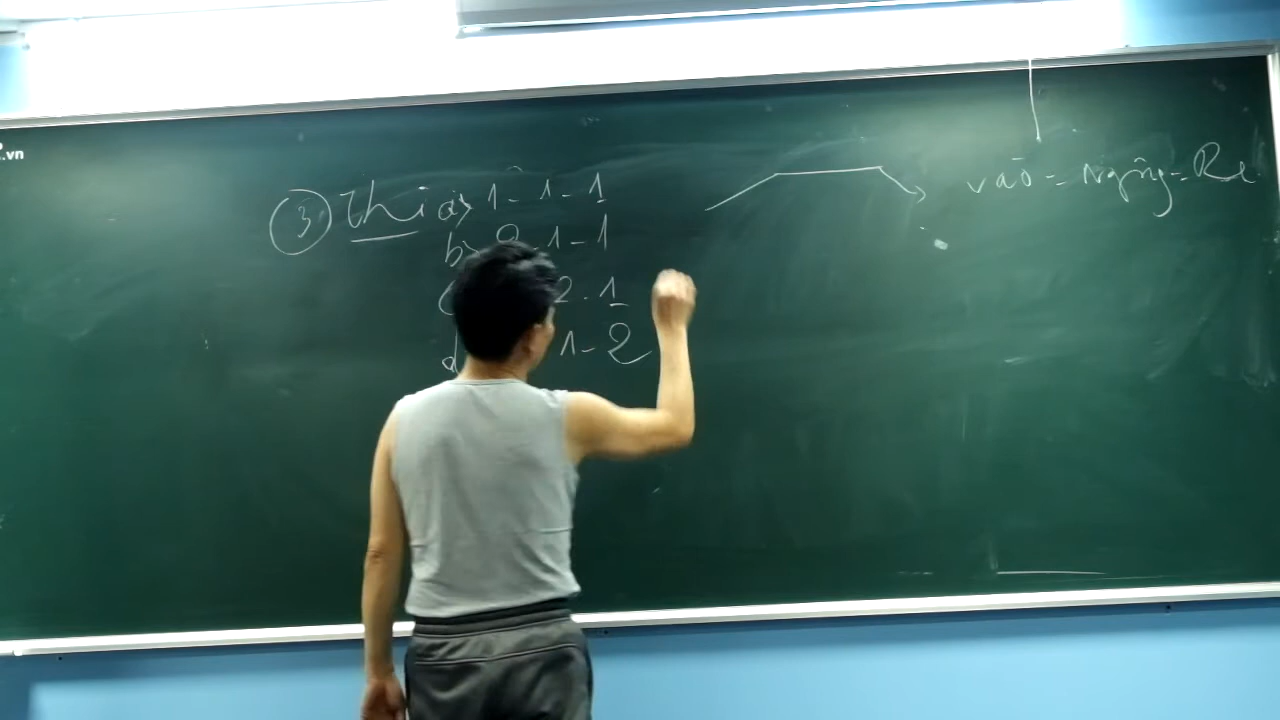 .vn
③ Thi a> 1 - 1 - 1
vào - Ngừng - Ra
b> 2 - 1 - 1
2 - 1
d 1 - 2